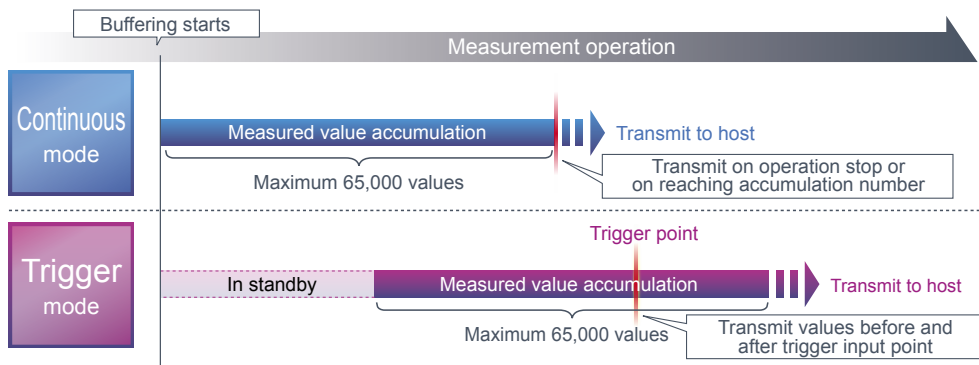 Buffering starts
Measurement operation
Continuous
mode
Measured value accumulation
Transmit to host
Maximum 65,000 values
Transmit on operation stop or
on reaching accumulation number
Trigger
mode
Trigger point
In standby
Measured value accumulation
Transmit to host
Maximum 65,000 values
Transmit values before and
after trigger input point